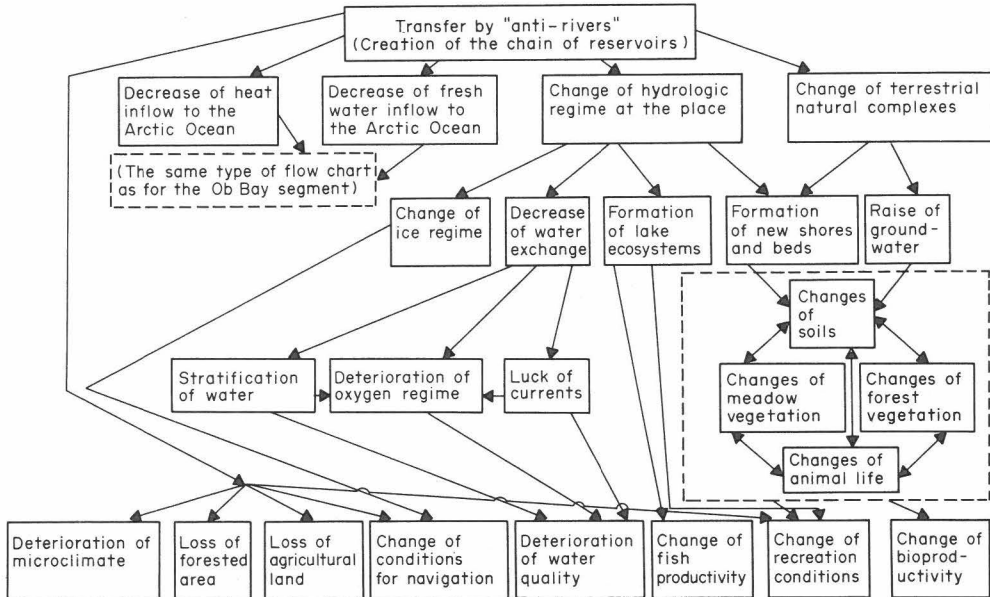 Transfer by "anti-rivers"
(Creation of the chain of reservoirs)
Decrease of heat
inflow to the
Arctic Ocean
Decrease of fresh
water inflow to
the Arctic Ocean
Change of hydrologic
regime at the place
Change of terrestrial
natural complexes
(The same type of flow chart
as for the Ob Bay segment)
Change of
ice regime
Decrease
of water
exchange
Formation
of lake
ecosystems
Formation
of new shores
and beds
Raise of
ground-
water
Changes
of
soils
Stratification
of water
Deterioration of
oxygen regime
Luck of
currents
Changes of
meadow
vegetation
Changes of
forest
vegetation
Changes of
animal life
Deterioration of
microclimate
Loss of
forested
area
Loss of
agricultural
land
Change of
conditions
for navigation
Deterioration
of water
quality
Change of
fish
productivity
Change of
recreation
conditions
Change of
bioprod-
uctivity